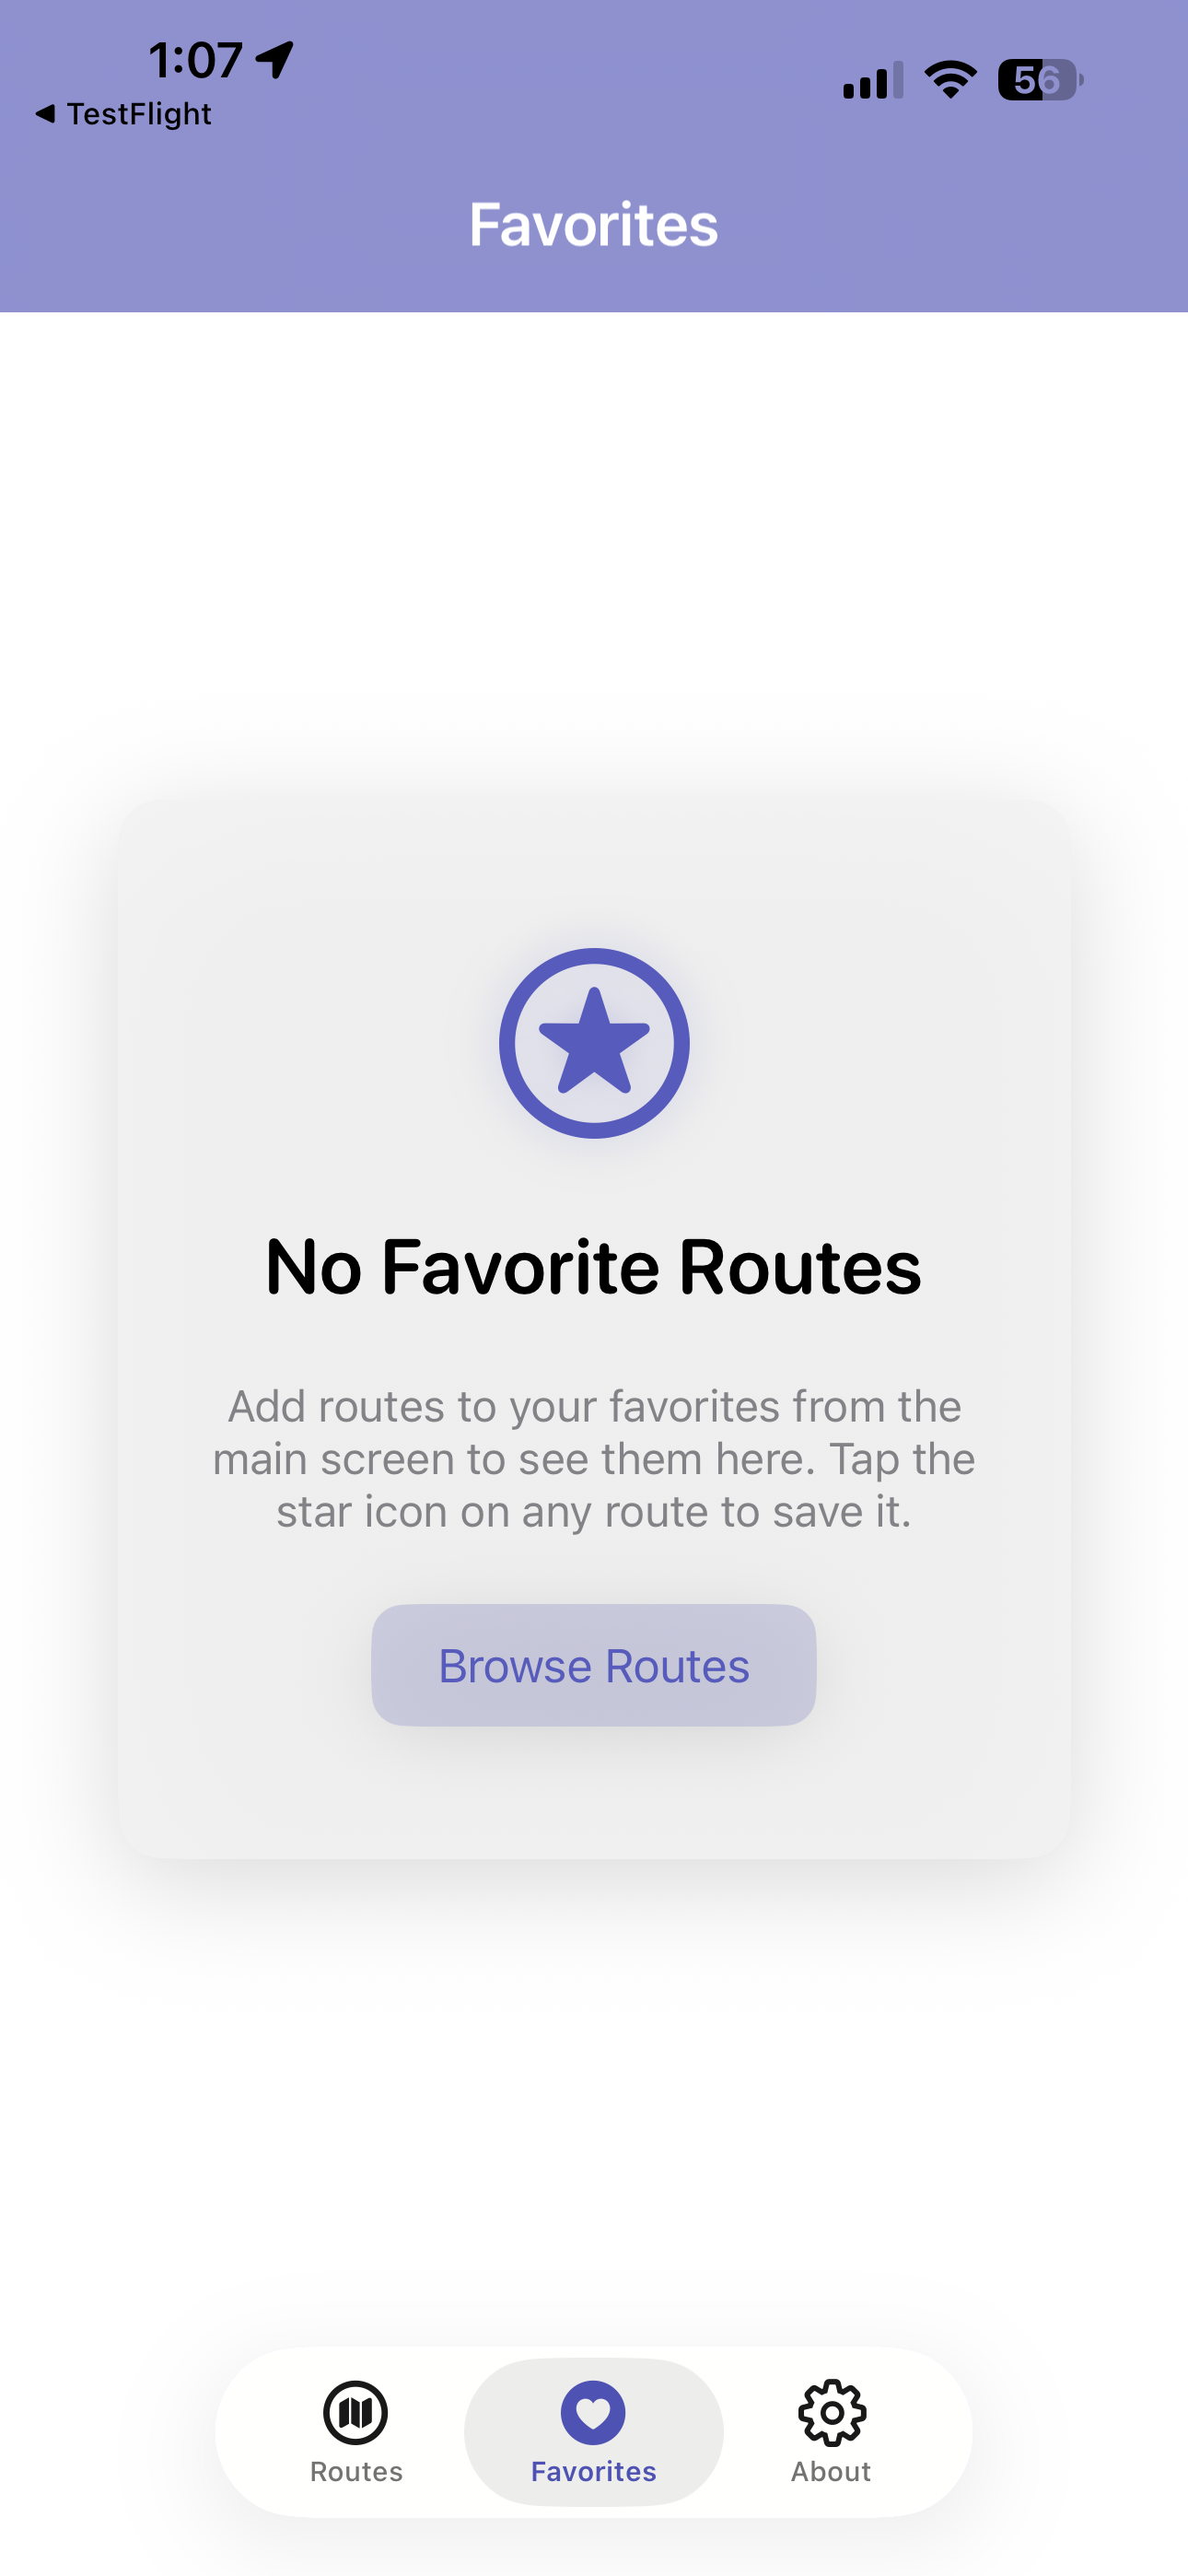 1:07
56
TestFlight
Favorites
No Favorite Routes
Add routes to your favorites from the
main screen to see them here. Tap the
star icon on any route to save it.
Browse Routes
Routes
Favorites
About